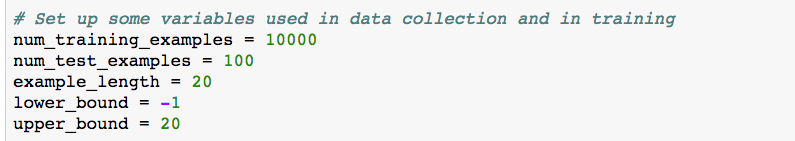 # Set up some variables used in data collection and in training
num_training_examples = 10000
num_test_examples = 100
example_length = 20
lower_bound = -1
upper_bound = 20